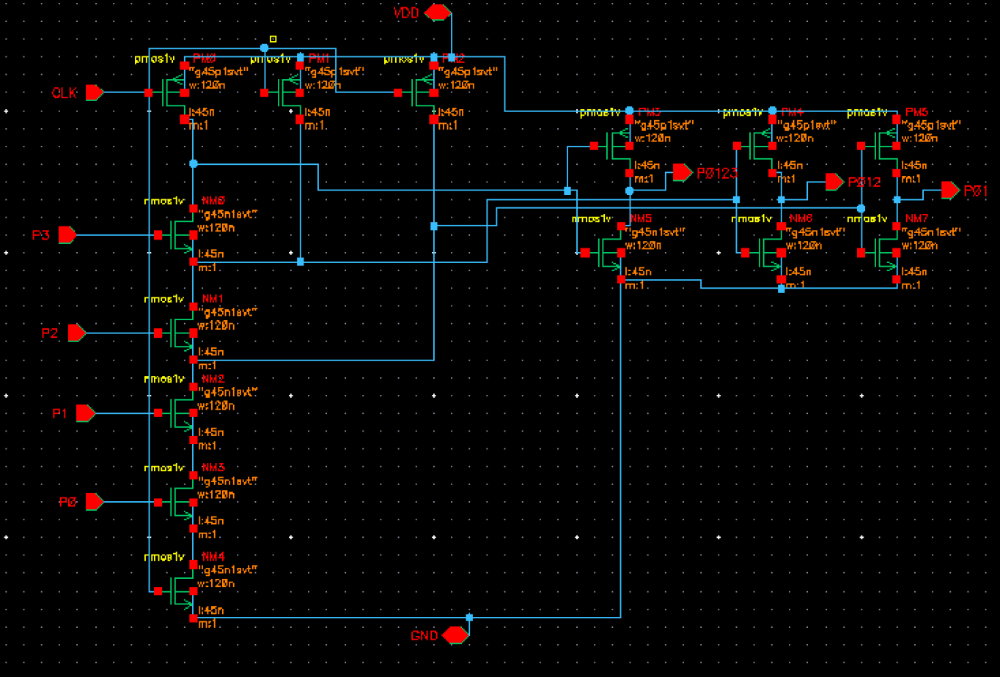 VDD
pmos1v PM0
"g45p1svt"
w:120n
l:45n
m:1
pmos1v PM1
"g45p1svt"
w:120n
l:45n
m:1
pmos1v PM2
"g45p1svt"
w:120n
l:45n
m:1
CLK
pmos1v PM3
"g45p1svt"
w:120n
l:45n
m:1
pmos1v PM4
"g45p1svt"
w:120n
l:45n
m:1
pmos1v PM5
"g45p1svt"
w:120n
l:45n
m:1
P0123
P012
P01
nmos1v NM0
"g45n1svt"
w:120n
l:45n
m:1
P3
nmos1v NM5
"g45n1svt"
w:120n
l:45n
m:1
nmos1v NM6
"g45n1svt"
w:120n
l:45n
m:1
nmos1v NM7
"g45n1svt"
w:120n
l:45n
m:1
nmos1v NM1
"g45n1svt"
w:120n
l:45n
m:1
P2
nmos1v NM2
"g45n1svt"
w:120n
l:45n
m:1
P1
nmos1v NM3
"g45n1svt"
w:120n
l:45n
m:1
P0
nmos1v NM4
"g45n1svt"
w:120n
l:45n
m:1
GND